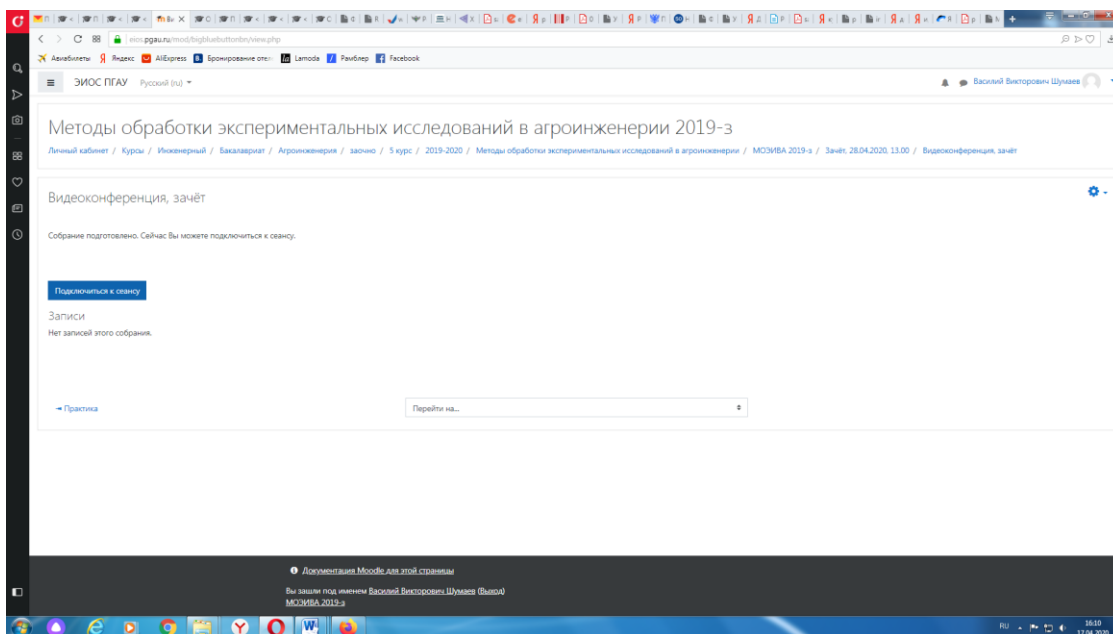 eios.pgau.ru/mod/bigbluebuttonbn/view.php
Авиабилеты Яндекс AliExpress Бронирование отел Lamoda Рамблер Facebook
ЭИОС ПГАУ Русский (ru) Василий Викторович Шумаев
Методы обработки экспериментальных исследований в агроинженерии 2019-з
Личный кабинет / Курсы / Инженерный / Бакалавриат / Агроинженерия / заочно / 5 курс / 2019-2020 / Методы обработки экспериментальных исследований в агроинженерии / МОЭИВА 2019-з / Зачёт, 28.04.2020, 13.00 / Видеоконференция, зачёт
Видеоконференция, зачёт
Собрание подготовлено. Сейчас Вы можете подключиться к сеансу.
Подключиться к сеансу
Записи
Нет записей этого собрания.
◄ Практика Перейти на...
Документация Moodle для этой страницы
Вы зашли под именем Василий Викторович Шумаев (Выход)
МОЭИВА 2019-з
RU 16:10
17.04.2020